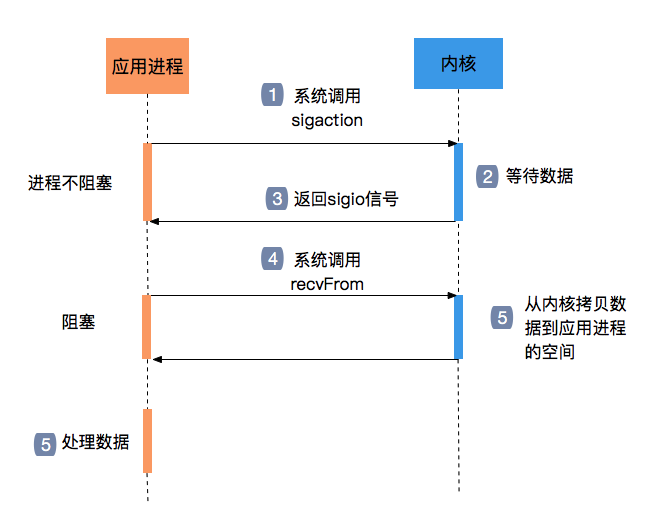 应用进程
内核
1 系统调用
sigaction
进程不阻塞
2 等待数据
3 返回sigio信号
4 系统调用
recvFrom
阻塞
5 从内核拷贝数
据到应用进程
的空间
5 处理数据